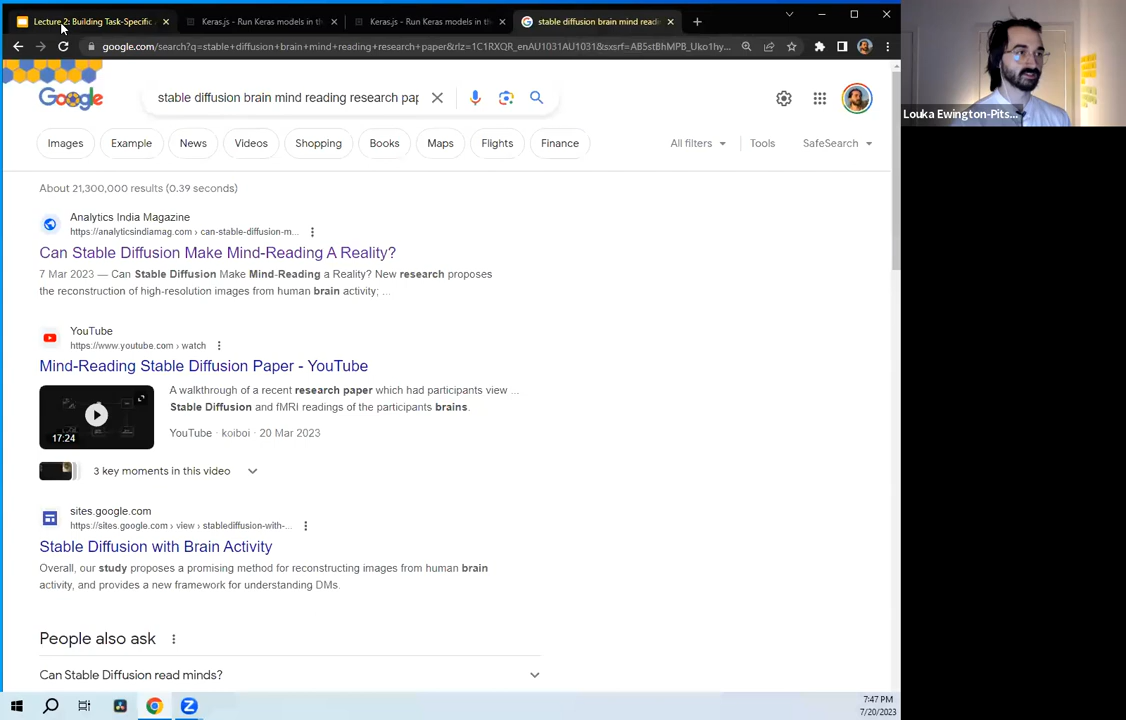 Lecture 2: Building Task-Specific
Keras.js - Run Keras models in th
Keras.js - Run Keras models in th
stable diffusion brain mind readi
google.com/search?q=stable+diffusion+brain+mind+reading+research+paper&rlz=1C1RXQR_enAU1031AU1031&sxsrf=AB5stBhMPB_Uko1hy...
Google
stable diffusion brain mind reading research pap
Images
Example
News
Videos
Shopping
Books
Maps
Flights
Finance
All filters
Tools
SafeSearch
About 21,300,000 results (0.39 seconds)
Analytics India Magazine
https://analyticsindiamag.com › can-stable-diffusion-m...
Can Stable Diffusion Make Mind-Reading A Reality?
7 Mar 2023 — Can Stable Diffusion Make Mind-Reading a Reality? New research proposes
the reconstruction of high-resolution images from human brain activity; ...
YouTube
https://www.youtube.com › watch
Mind-Reading Stable Diffusion Paper - YouTube
17:24
A walkthrough of a recent research paper which had participants view ...
Stable Diffusion and fMRI readings of the participants brains.
YouTube · koiboi · 20 Mar 2023
3 key moments in this video
sites.google.com
https://sites.google.com › view › stablediffusion-with-...
Stable Diffusion with Brain Activity
Overall, our study proposes a promising method for reconstructing images from human brain
activity, and provides a new framework for understanding DMs.
People also ask
Can Stable Diffusion read minds?
7:47 PM
7/20/2023
Louka Ewington-Pits...